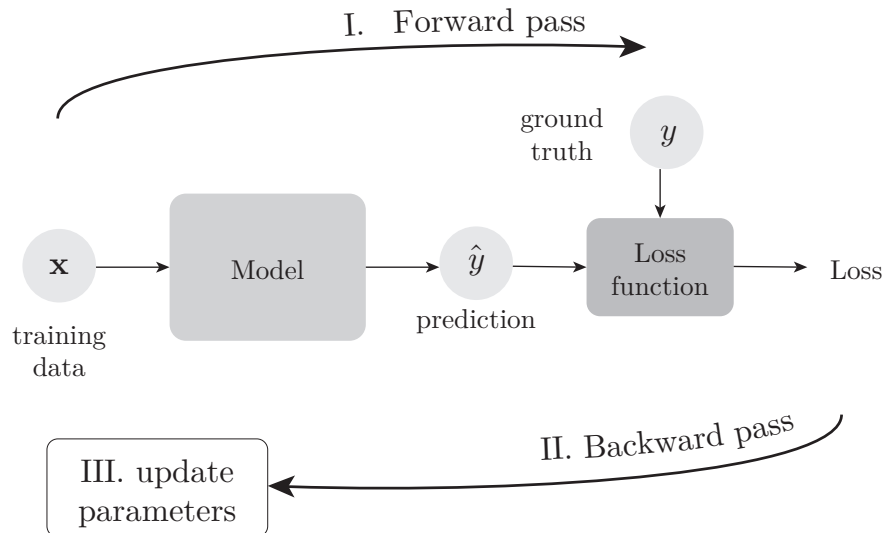 I. Forward pass
ground
truth
y
x
Model
ŷ
Loss
function
Loss
training
data
prediction
II. Backward pass
III. update
parameters